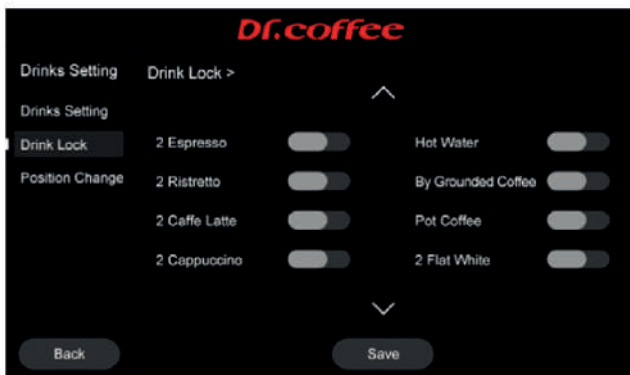 Dr.coffee
Drinks Setting
Drink Lock >
Drinks Setting
Drink Lock
Position Change
2 Espresso
Hot Water
2 Ristretto
By Grounded Coffee
2 Caffe Latte
Pot Coffee
2 Cappuccino
2 Flat White
Back
Save